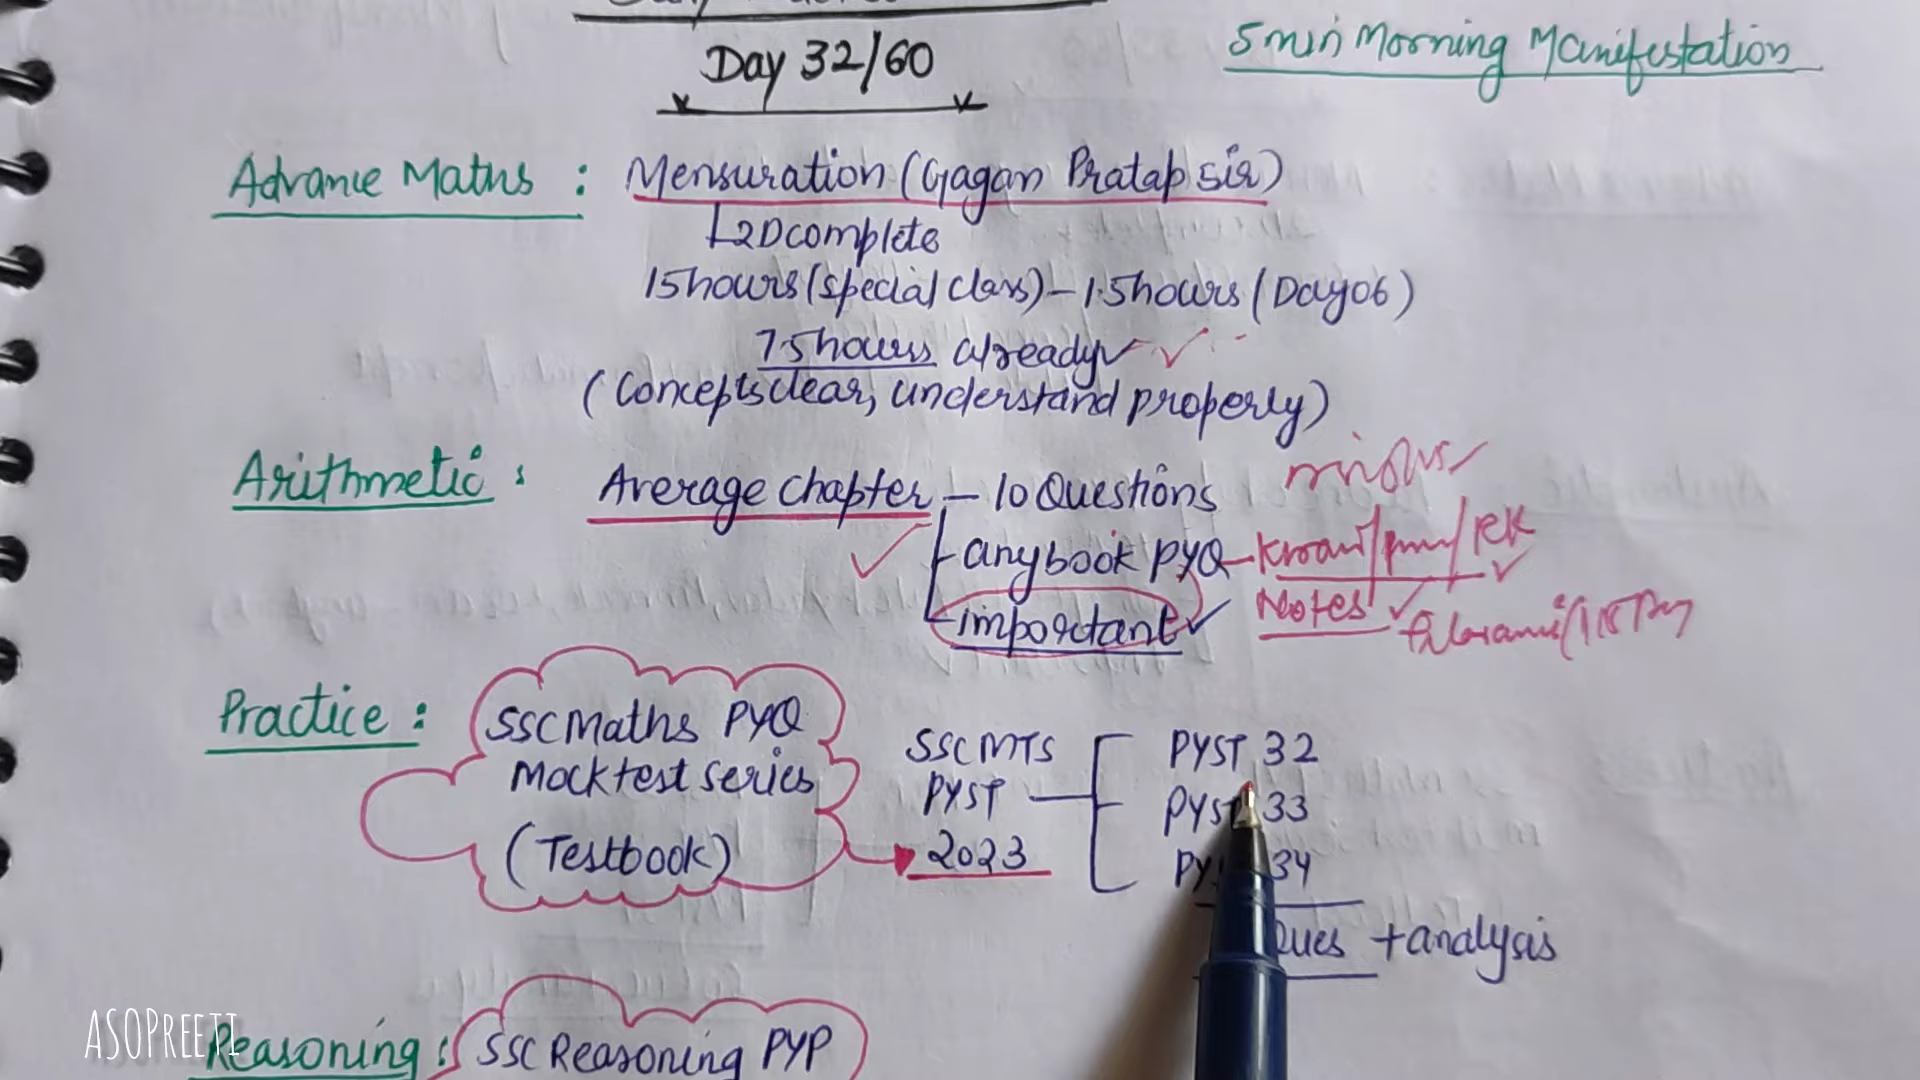 Day 32/60
5 min Morning Manifestation
Advance Maths : Mensuration (Gagan Pratap sir)
2D complete
15 hours (special class) - 1.5 hours (Day 06)
7.5 hours already
(Concepts clear, understand properly)
Arithmetic : Average chapter - 10 Questions
any book PYQ
important
Notes
Practice : SSC Maths PYQ
Mock test series
(Testbook)
SSC MTS
PYST
2023
PYST 32
PYST 33
34
Ques + analysis
Reasoning : SSC Reasoning PYP
ASOPREETI